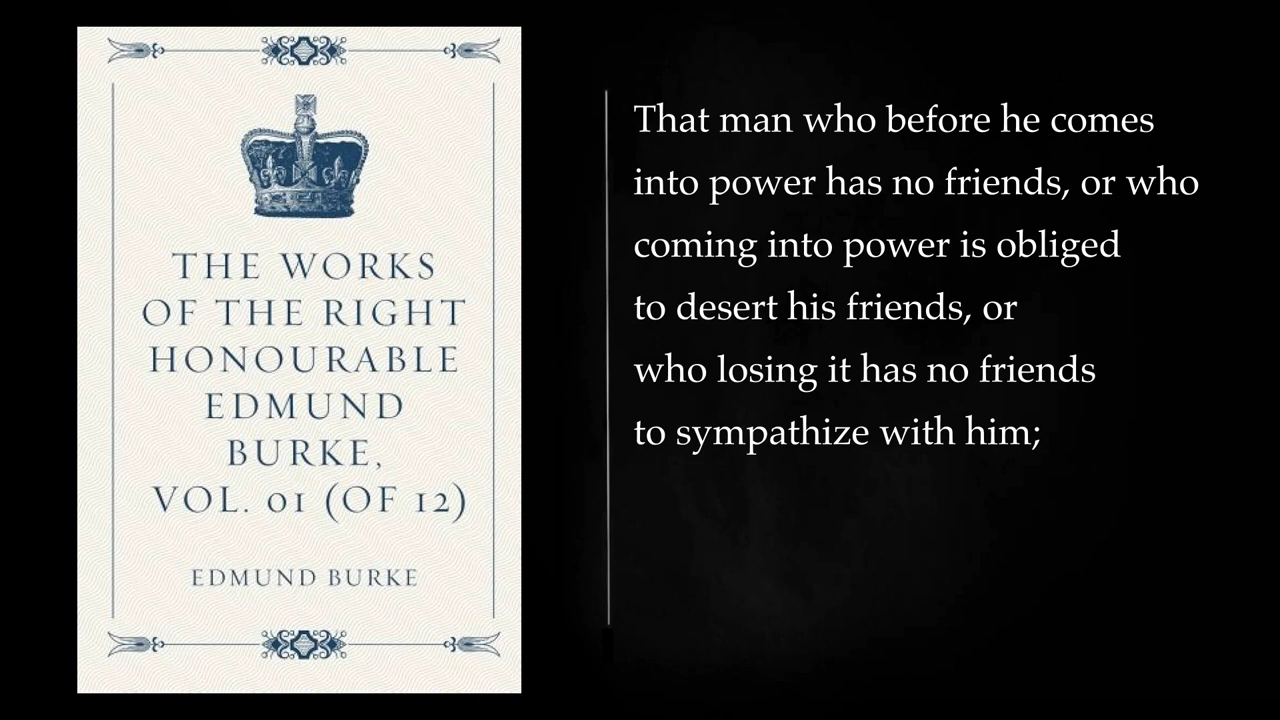 THE WORKS
OF THE RIGHT
HONOURABLE
EDMUND
BURKE,
VOL. 01 (OF 12)
EDMUND BURKE
That man who before he comes
into power has no friends, or who
coming into power is obliged
to desert his friends, or
who losing it has no friends
to sympathize with him;